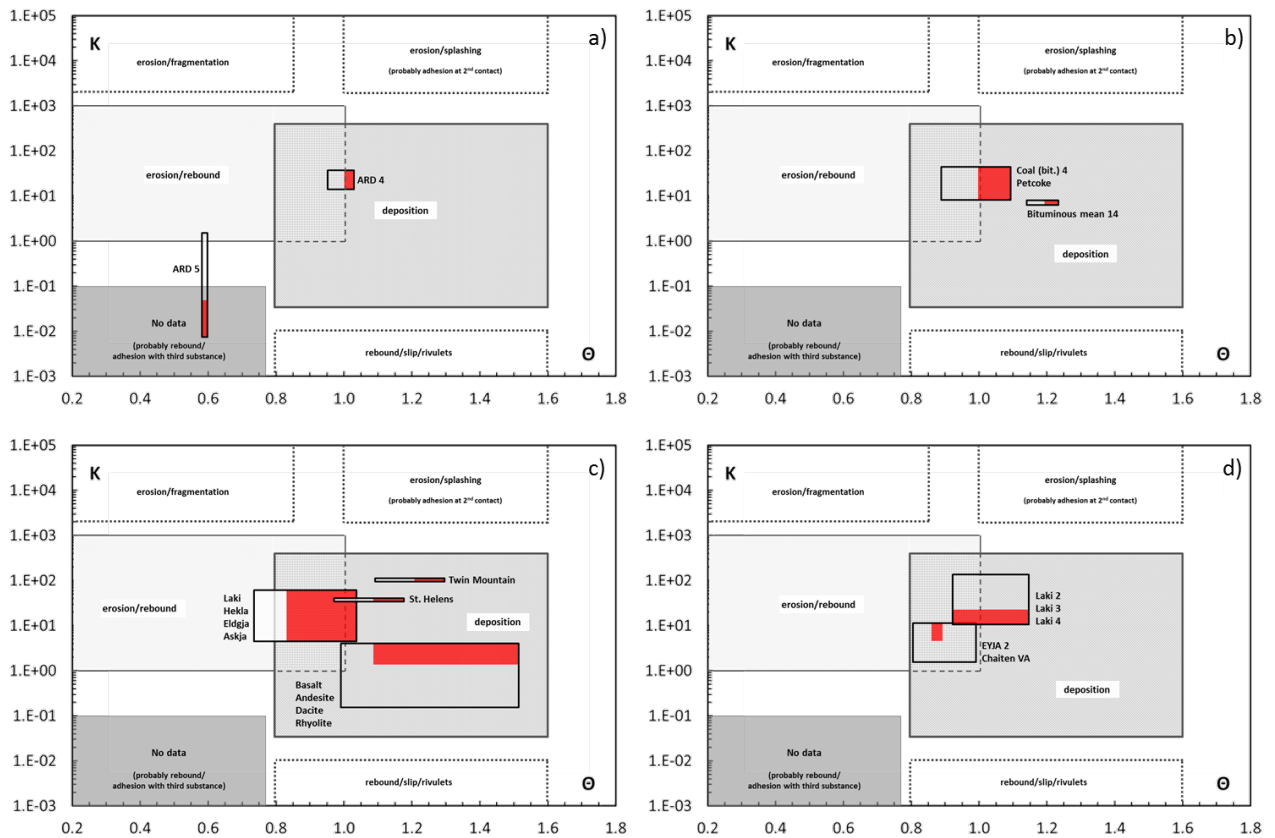 a)
K
1.E+05
1.E+04
1.E+03
1.E+02
1.E+01
1.E+00
1.E-01
1.E-02
1.E-03
erosion/fragmentation
erosion/splashing
(probably adhesion at 2nd contact)
erosion/rebound
ARD 4
deposition
ARD 5
No data
(probably rebound/
adhesion with third substance)
rebound/slip/rivulets
Θ
0.2 0.4 0.6 0.8 1.0 1.2 1.4 1.6 1.8
b)
K
1.E+05
1.E+04
1.E+03
1.E+02
1.E+01
1.E+00
1.E-01
1.E-02
1.E-03
erosion/fragmentation
erosion/splashing
(probably adhesion at 2nd contact)
erosion/rebound
Coal (bit.) 4
Petcoke
Bituminous mean 14
deposition
No data
(probably rebound/
adhesion with third substance)
rebound/slip/rivulets
Θ
0.2 0.4 0.6 0.8 1.0 1.2 1.4 1.6 1.8
c)
K
1.E+05
1.E+04
1.E+03
1.E+02
1.E+01
1.E+00
1.E-01
1.E-02
1.E-03
erosion/fragmentation
erosion/splashing
(probably adhesion at 2nd contact)
Twin Mountain
St. Helens
erosion/rebound
Laki
Hekla
Eldgja
Askja
deposition
Basalt
Andesite
Dacite
Rhyolite
No data
(probably rebound/
adhesion with third substance)
rebound/slip/rivulets
Θ
0.2 0.4 0.6 0.8 1.0 1.2 1.4 1.6 1.8
d)
K
1.E+05
1.E+04
1.E+03
1.E+02
1.E+01
1.E+00
1.E-01
1.E-02
1.E-03
erosion/fragmentation
erosion/splashing
(probably adhesion at 2nd contact)
erosion/rebound
Laki 2
Laki 3
Laki 4
EYJA 2
Chaiten VA
deposition
No data
(probably rebound/
adhesion with third substance)
rebound/slip/rivulets
Θ
0.2 0.4 0.6 0.8 1.0 1.2 1.4 1.6 1.8